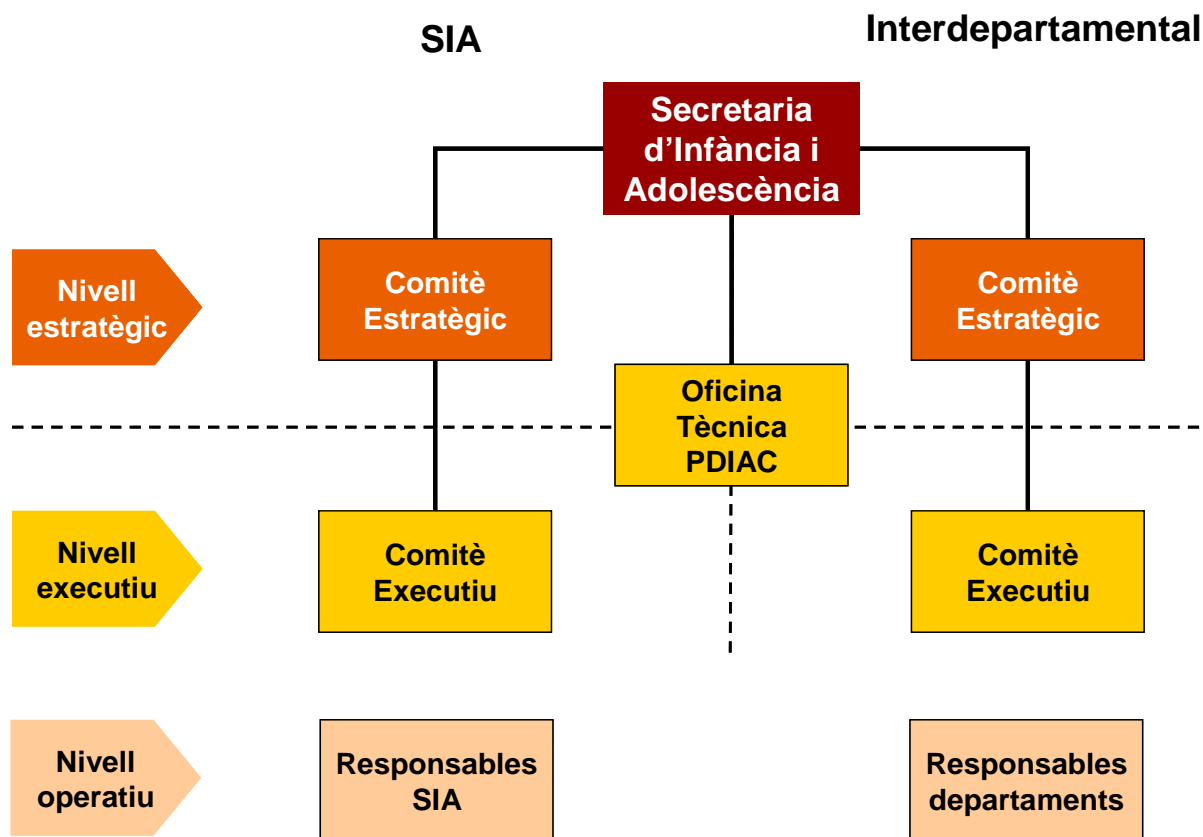 SIA
Interdepartamental
Secretaria
d’Infància i
Adolescència
Nivell
estratègic
Comitè
Estratègic
Comitè
Estratègic
Oficina
Tècnica
PDIAC
Nivell
executiu
Comitè
Executiu
Comitè
Executiu
Nivell
operatiu
Responsables
SIA
Responsables
departaments